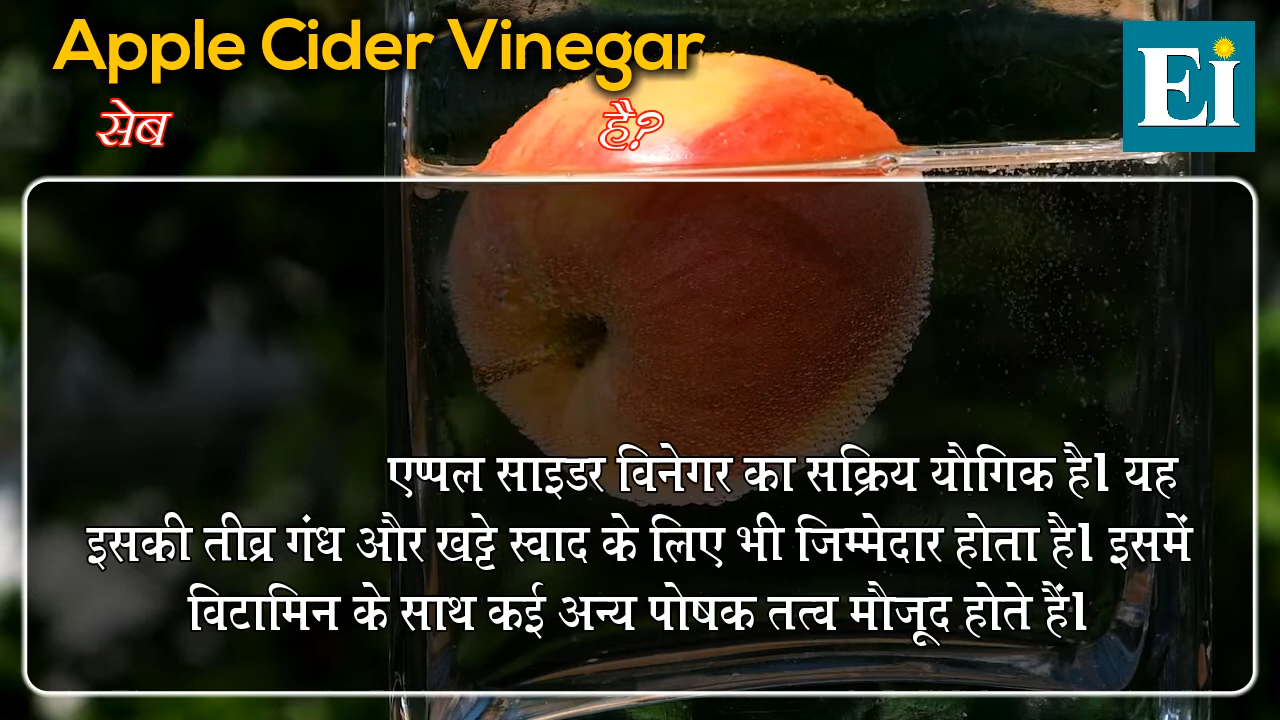 Apple Cider Vinegar
Ei
सेब है?
एप्पल साइडर विनेगर का सक्रिय यौगिक है। यह
इसकी तीव्र गंध और खट्टे स्वाद के लिए भी जिम्मेदार होता है। इसमें
विटामिन के साथ कई अन्य पोषक तत्व मौजूद होते हैं।